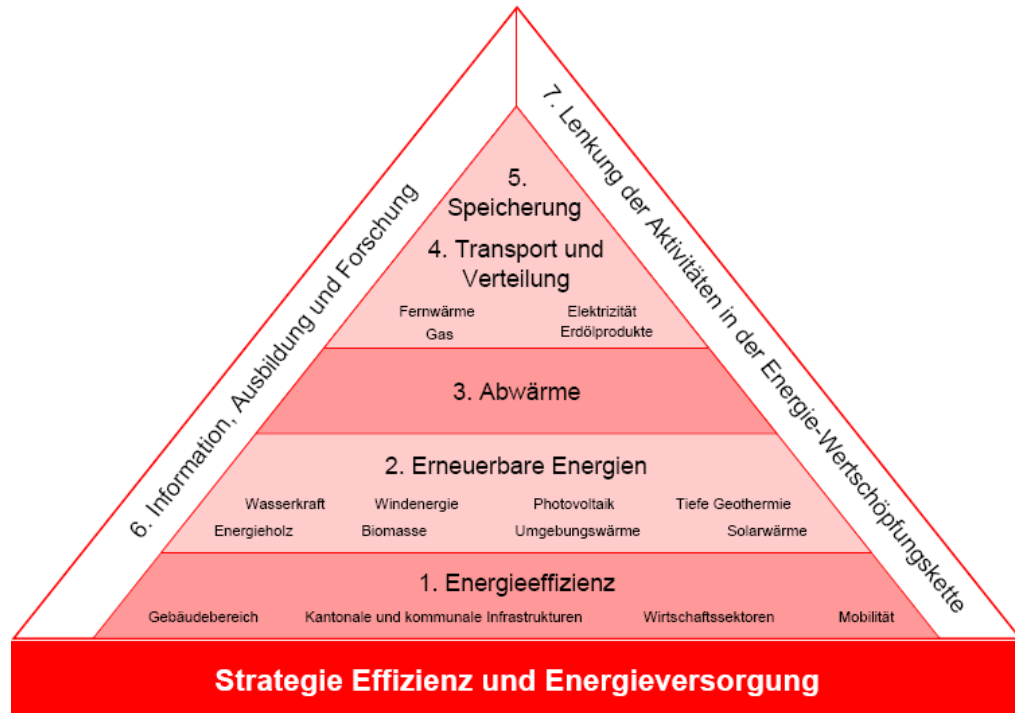 5.
Speicherung
4. Transport und
Verteilung
Fernwärme Elektrizität
Gas Erdölprodukte
3. Abwärme
2. Erneuerbare Energien
Wasserkraft Windenergie Photovoltaik Tiefe Geothermie
Energieholz Biomasse Umgebungswärme Solarwärme
1. Energieeffizienz
Gebäudebereich Kantonale und kommunale Infrastrukturen Wirtschaftssektoren Mobilität
6. Information, Ausbildung und Forschung
7. Lenkung der Aktivitäten in der Energie-Wertschöpfungskette
Strategie Effizienz und Energieversorgung